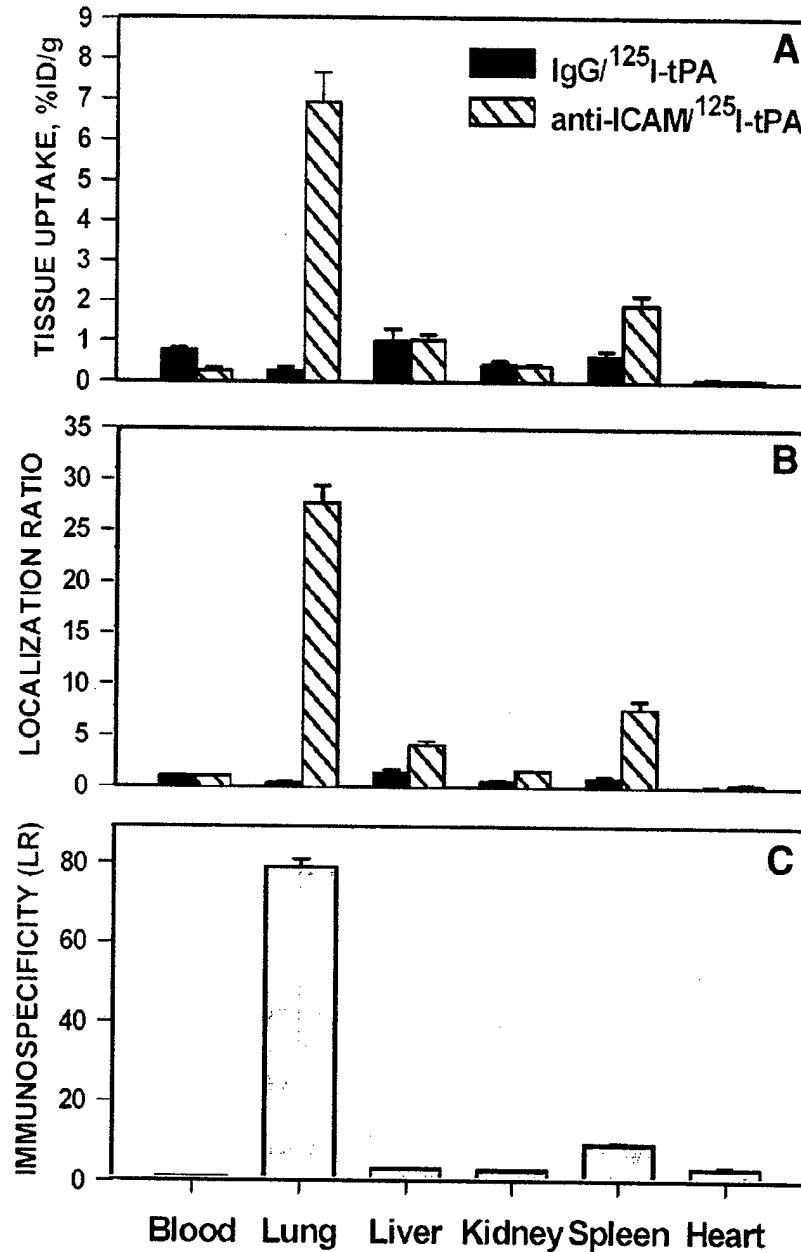 A
IgG/¹²⁵I-tPA
anti-ICAM/¹²⁵I-tPA
TISSUE UPTAKE, %ID/g
9
8
7
6
5
4
3
2
1
0
B
LOCALIZATION RATIO
35
30
25
20
15
10
5
0
C
IMMUNOSPECIFICITY (LR)
80
60
40
20
0
Blood Lung Liver Kidney Spleen Heart